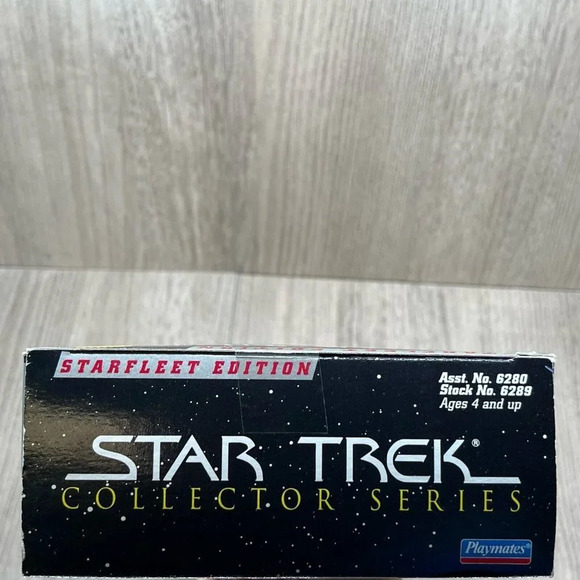 STARFLEET EDITION
Asst. No. 6280
Stock No. 6289
Ages 4 and up
STAR TREK®
COLLECTOR SERIES
Playmates®